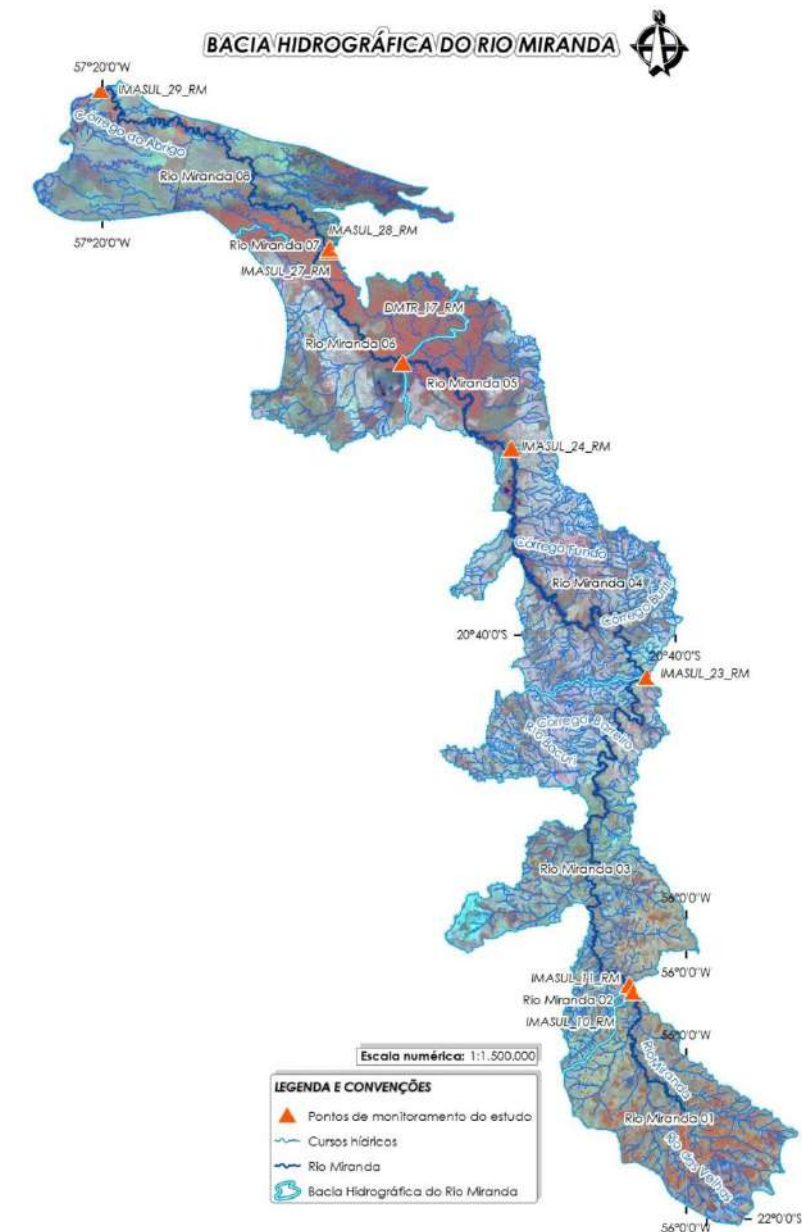 BACIA HIDROGRÁFICA DO RIO MIRANDA
57°20'0"W
IMASUL_29_RM
Córrego do Abrigo
Rio Miranda 08
57°20'0"W
IMASUL_28_RM
Rio Miranda 07
IMASUL_27_RM
DMTR_17_RM
Rio Miranda 06
Rio Miranda 05
IMASUL_24_RM
Córrego Fundo
Rio Miranda 04
Córrego Buriti
20°40'0"S
20°40'0"S
IMASUL_23_RM
Córrego Barreiro
Rio Bacuri
Rio Miranda 03
56°0'0"W
56°0'0"W
IMASUL_11_RM
Rio Miranda 02
IMASUL_10_RM
56°0'0"W
Rio Miranda
Rio Miranda 01
Rio das Velhas
22°0'0"S
56°0'0"W
Escala numérica: 1:1.500.000
LEGENDA E CONVENÇÕES
Pontos de monitoramento do estudo
Cursos hídricos
Rio Miranda
Bacia Hidrográfica do Rio Miranda